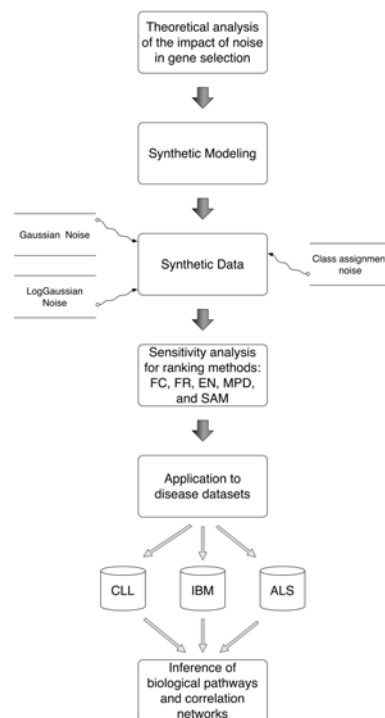 Theoretical analysis
of the impact of noise
in gene selection
Synthetic Modeling
Gaussian Noise
Synthetic Data
Class assignment
noise
LogGaussian
Noise
Sensitivity analysis
for ranking methods:
FC, FR, EN, MPD,
and SAM
Application to
disease datasets
CLL
IBM
ALS
Inference of
biological pathways
and correlation
networks